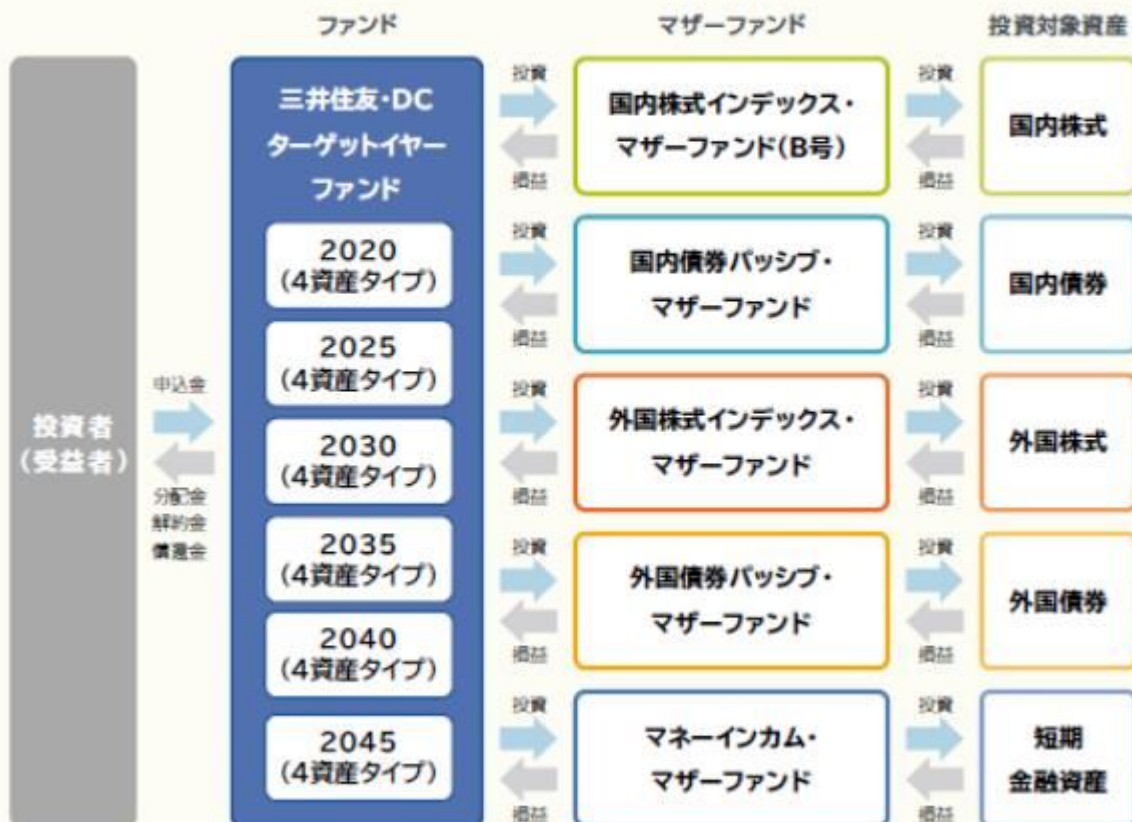 ファンド
マザーファンド
投資対象資産
投資者
(受益者)
申込金
分配金
解約金
償還金
三井住友・DC
ターゲットイヤー
ファンド
2020
(4資産タイプ)
2025
(4資産タイプ)
2030
(4資産タイプ)
2035
(4資産タイプ)
2040
(4資産タイプ)
2045
(4資産タイプ)
投資
損益
国内株式インデックス・
マザーファンド(B号)
投資
損益
国内株式
投資
損益
国内債券パッシブ・
マザーファンド
投資
損益
国内債券
投資
損益
外国株式インデックス・
マザーファンド
投資
損益
外国株式
投資
損益
外国債券パッシブ・
マザーファンド
投資
損益
外国債券
投資
損益
マネーインカム・
マザーファンド
投資
損益
短期
金融資産